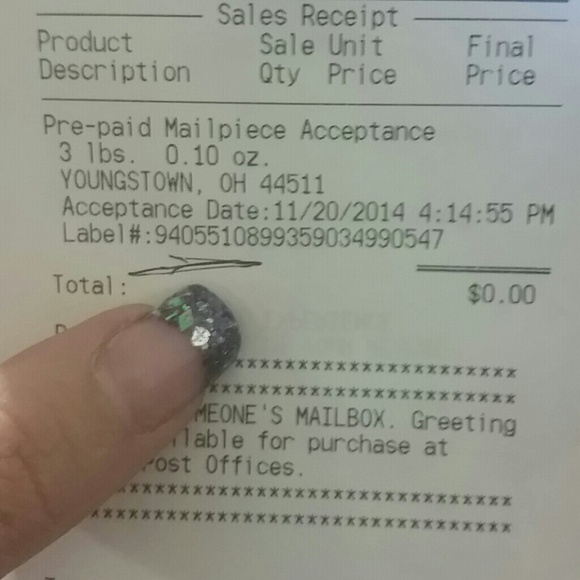 Sales Receipt
Product Sale Unit Final
Description Qty Price Price
Pre-paid Mailpiece Acceptance
3 lbs. 0.10 oz.
YOUNGSTOWN, OH 44511
Acceptance Date:11/20/2014 4:14:55 PM
Label#:9405510899359034990547
Total: $0.00
MEONE'S MAILBOX. Greeting
lable for purchase at
ost Offices.